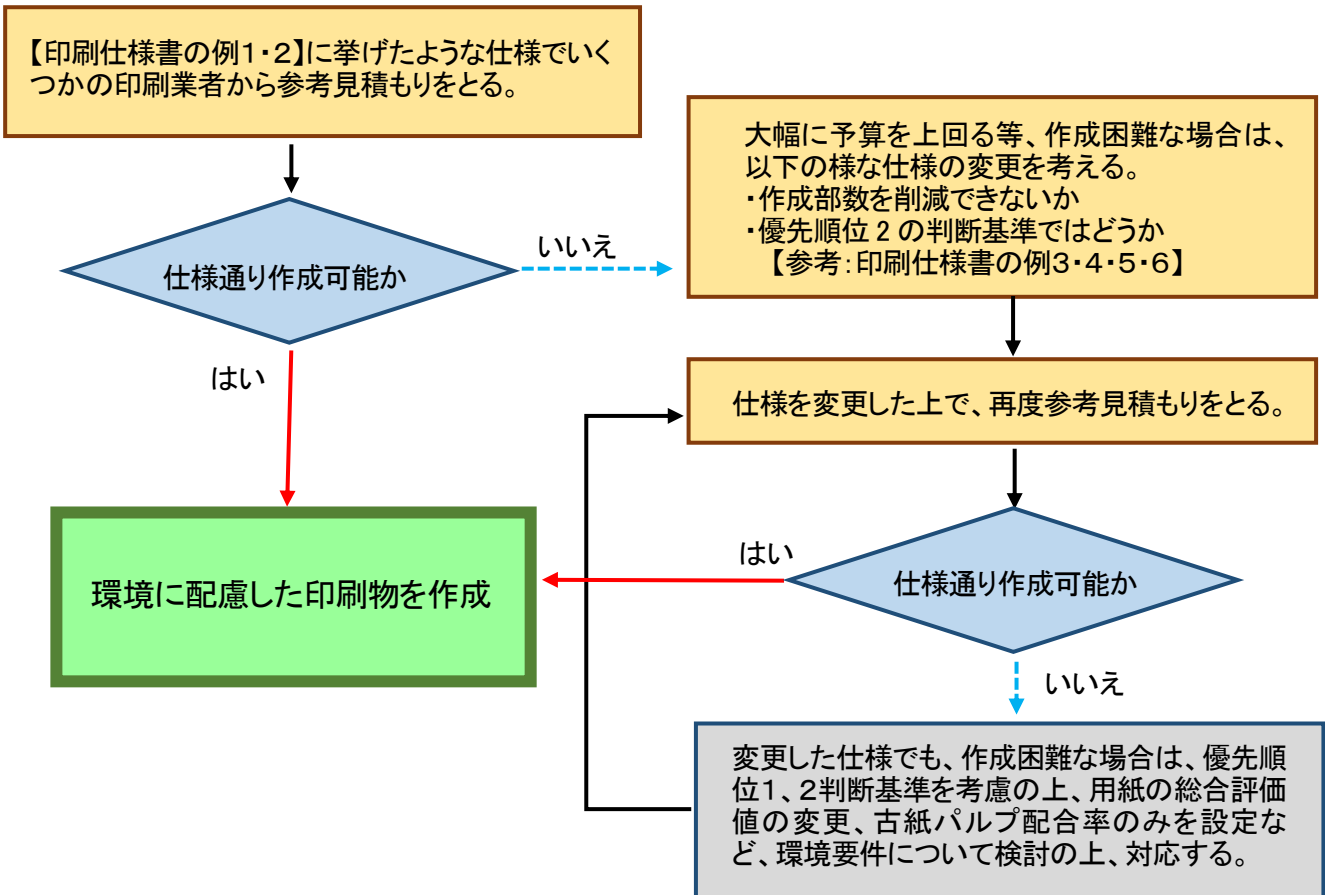 【印刷仕様書の例１・２】に挙げたような仕様でいく
つかの印刷業者から参考見積もりをとる。
仕様通り作成可能か
いいえ
はい
大幅に予算を上回る等、作成困難な場合は、
以下の様な仕様の変更を考える。
・作成部数を削減できないか
・優先順位 2 の判断基準ではどうか
【参考：印刷仕様書の例３・４・５・６】
仕様を変更した上で、再度参考見積もりをとる。
仕様通り作成可能か
はい
環境に配慮した印刷物を作成
いいえ
変更した仕様でも、作成困難な場合は、優先順
位１、２判断基準を考慮の上、用紙の総合評価
値の変更、古紙パルプ配合率のみを設定な
ど、環境要件について検討の上、対応する。